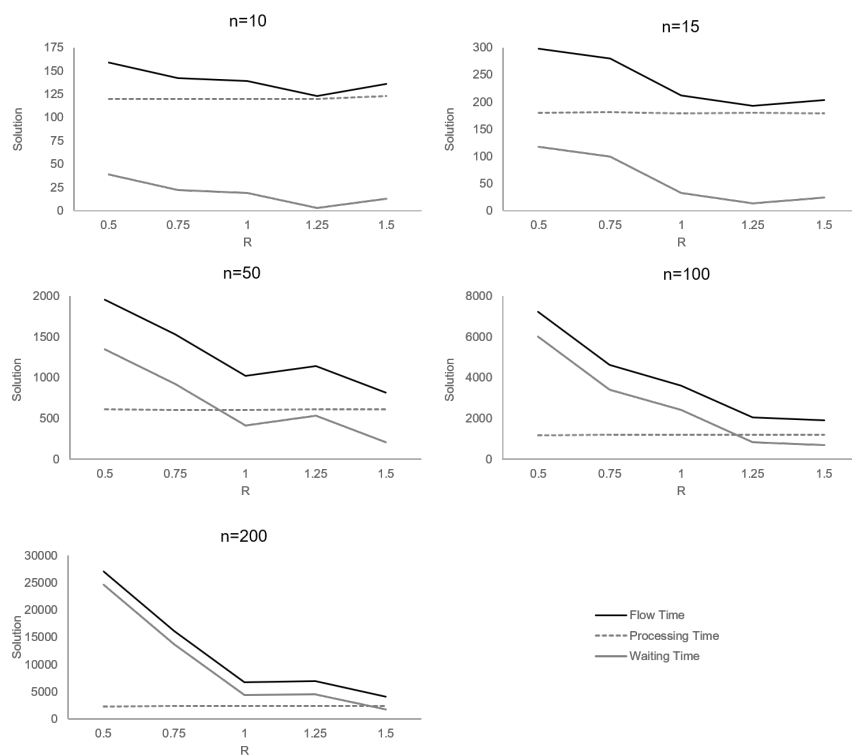 n=10
175
150
125
100
75
50
25
0
Solution
0.5 0.75 1 1.25 1.5
R
n=15
300
250
200
150
100
50
0
Solution
0.5 0.75 1 1.25 1.5
R
n=50
2000
1500
1000
500
0
Solution
0.5 0.75 1 1.25 1.5
R
n=100
8000
6000
4000
2000
0
Solution
0.5 0.75 1 1.25 1.5
R
n=200
30000
25000
20000
15000
10000
5000
0
Solution
0.5 0.75 1 1.25 1.5
R
Flow Time
Processing Time
Waiting Time